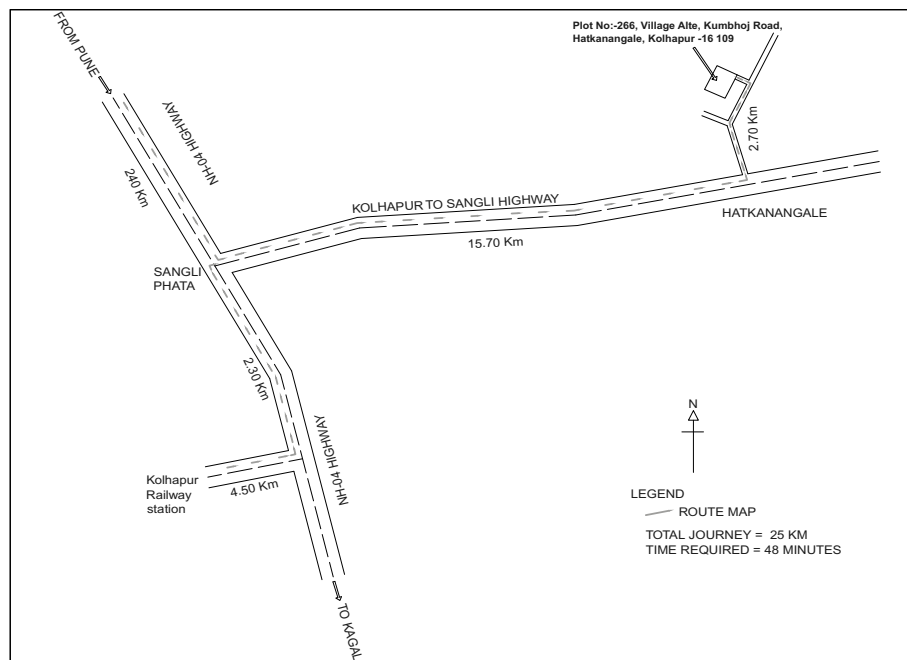 Plot No:-266, Village Alte, Kumbhoj Road,
Hatkanangale, Kolhapur -16 109
FROM PUNE
NH-04 HIGHWAY
240 Km
2.70 Km
KOLHAPUR TO SANGLI HIGHWAY
HATKANANGALE
15.70 Km
SANGLI
PHATA
2.30 Km
NH-04 HIGHWAY
Kolhapur
Railway
station
4.50 Km
N
LEGEND
ROUTE MAP
TOTAL JOURNEY = 25 KM
TIME REQUIRED = 48 MINUTES
TO KAGAL